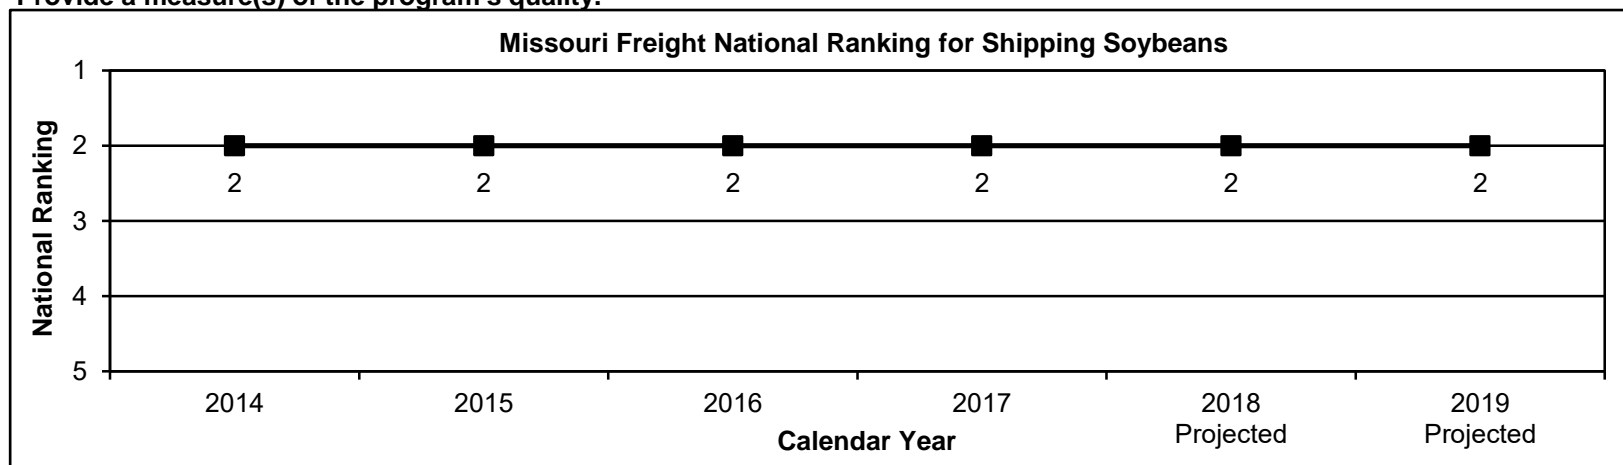 Provide a measure(s) of the program's quality.
Missouri Freight National Ranking for Shipping Soybeans
National Ranking
1
2
3
4
5
2 2 2 2 2 2
2014 2015 2016 2017 2018 2019
Projected Projected
Calendar Year